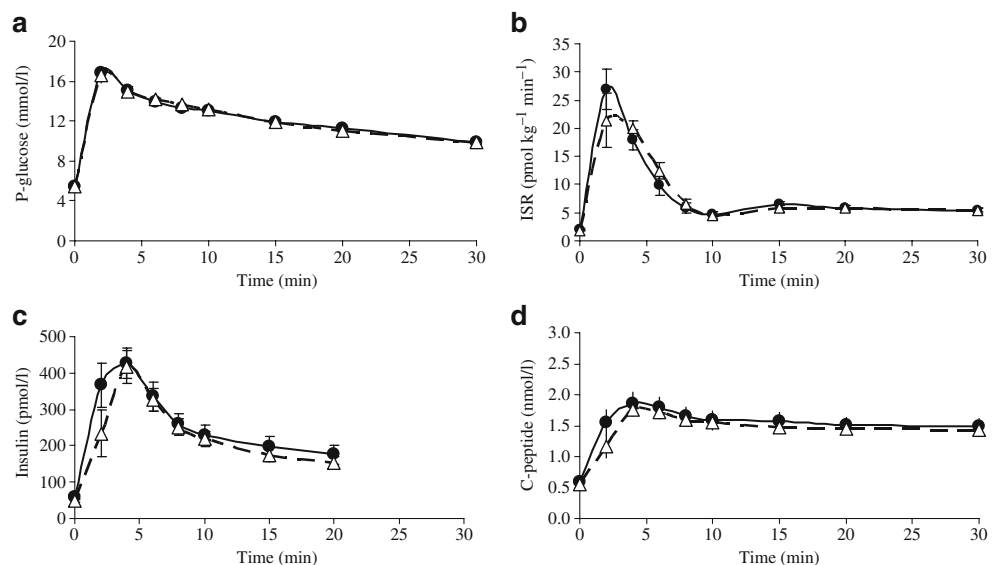 a
P-glucose (mmol/l)
20
16
12
8
4
0
0 5 10 15 20 25 30
Time (min)
b
ISR (pmol kg⁻¹ min⁻¹)
35
30
25
20
15
10
5
0
0 5 10 15 20 25 30
Time (min)
c
Insulin (pmol/l)
500
400
300
200
100
0
0 5 10 15 20 25 30
Time (min)
d
C-peptide (nmol/l)
3.0
2.5
2.0
1.5
1.0
0.5
0.0
0 5 10 15 20 25 30
Time (min)